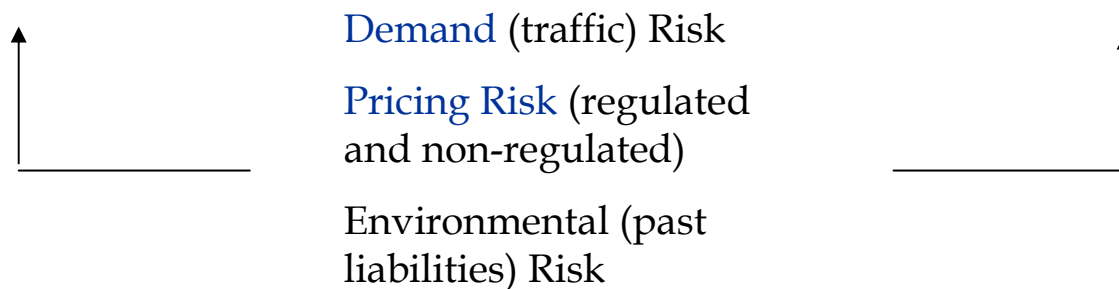 Demand (traffic) Risk
Pricing Risk (regulated
and non-regulated)
Environmental (past
liabilities) Risk